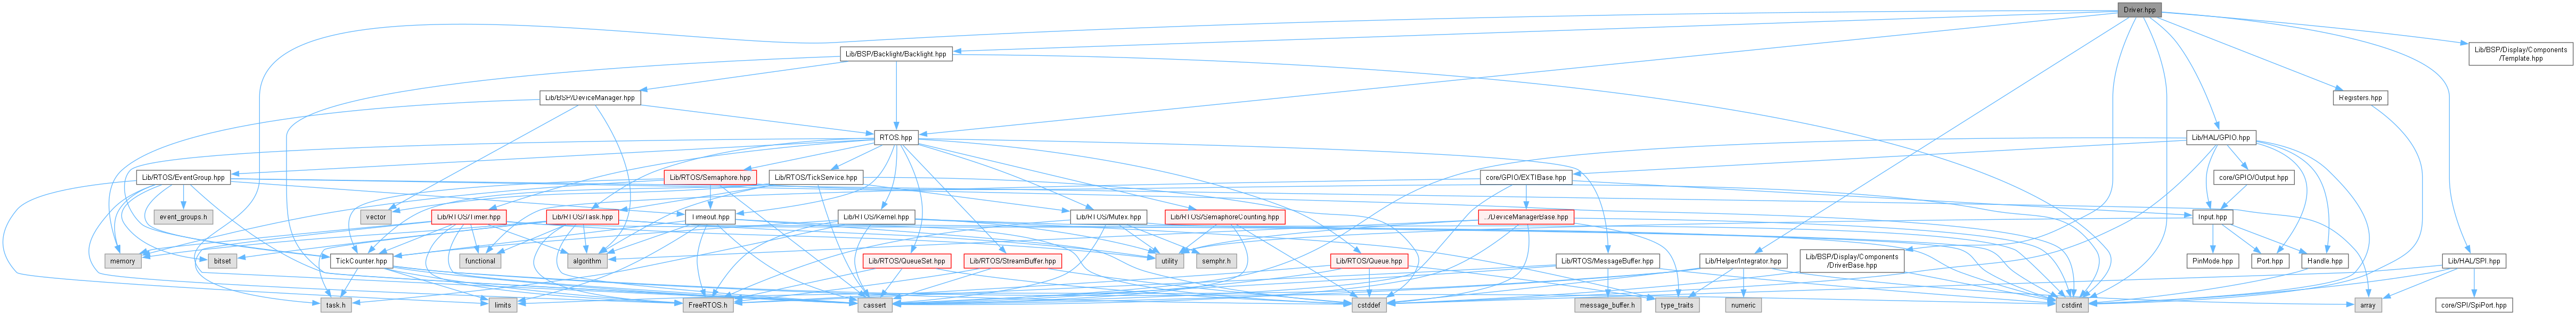 Driver.hpp
Lib/BSP/Backlight/Backlight.hpp
Lib/BSP/Display/Components
/Template.hpp
Lib/BSP/DeviceManager.hpp
Registers.hpp
RTOS.hpp
Lib/HAL/GPIO.hpp
Lib/RTOS/EventGroup.hpp
Lib/RTOS/Semaphore.hpp
Lib/RTOS/TickService.hpp
core/GPIO/EXTIBase.hpp
core/GPIO/Output.hpp
event_groups.h
vector
Lib/RTOS/Timer.hpp
Lib/RTOS/Task.hpp
Timeout.hpp
Lib/RTOS/Kernel.hpp
Lib/RTOS/Mutex.hpp
Lib/RTOS/SemaphoreCounting.hpp
../DeviceManagerBase.hpp
Input.hpp
memory
bitset
TickCounter.hpp
functional
algorithm
Lib/RTOS/QueueSet.hpp
Lib/RTOS/StreamBuffer.hpp
utility
semphr.h
Lib/RTOS/Queue.hpp
Lib/RTOS/MessageBuffer.hpp
Lib/Helper/Integrator.hpp
Lib/BSP/Display/Components
/DriverBase.hpp
PinMode.hpp
Port.hpp
Handle.hpp
Lib/HAL/SPI.hpp
task.h
limits
FreeRTOS.h
cassert
cstddef
message_buffer.h
type_traits
numeric
cstdint
array
core/SPI/SpiPort.hpp